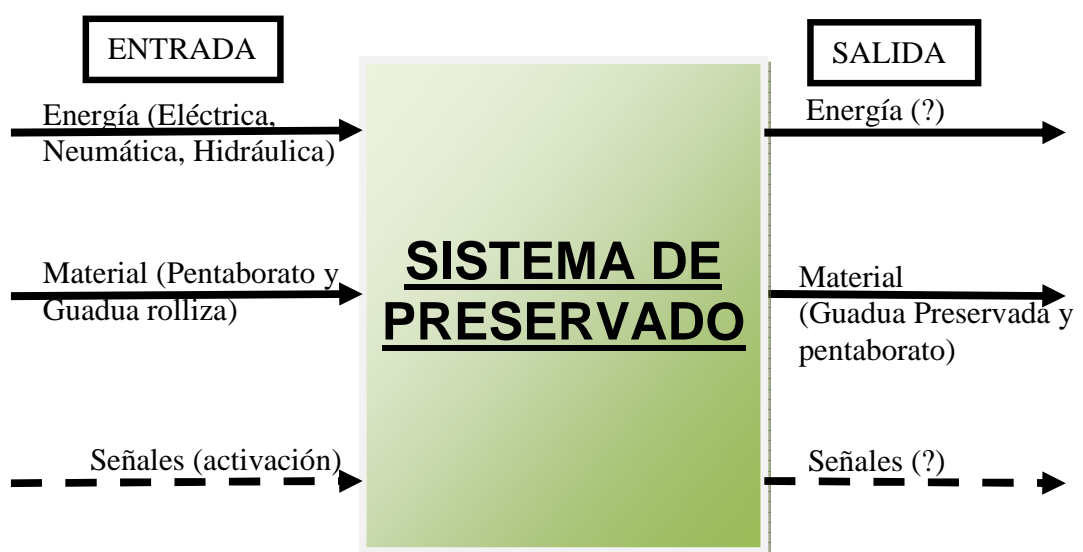 ENTRADA
Energía (Eléctrica,
Neumática, Hidráulica)
Material (Pentaborato y
Guadua rolliza)
Señales (activación)
SISTEMA DE
PRESERVADO
SALIDA
Energía (?)
Material
(Guadua Preservada y
pentaborato)
Señales (?)